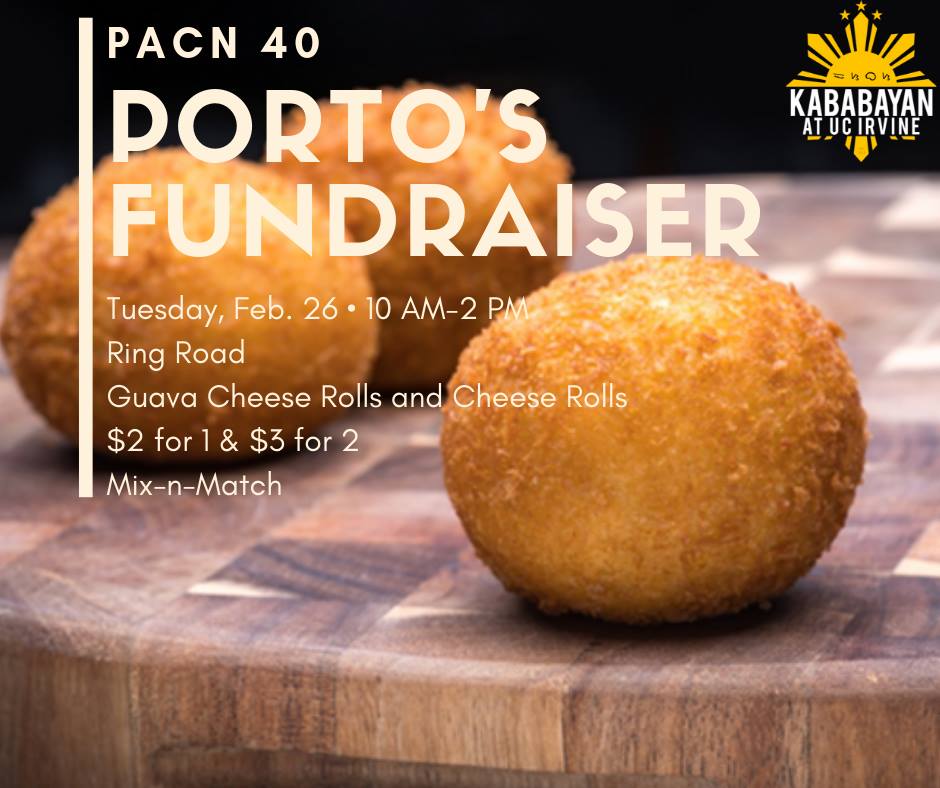 PACN 40
PORTO'S
FUNDRAISER
Tuesday, Feb. 26 • 10 AM-2 PM
Ring Road
Guava Cheese Rolls and Cheese Rolls
$2 for 1 & $3 for 2
Mix-n-Match
KABABAYAN
AT UC IRVINE